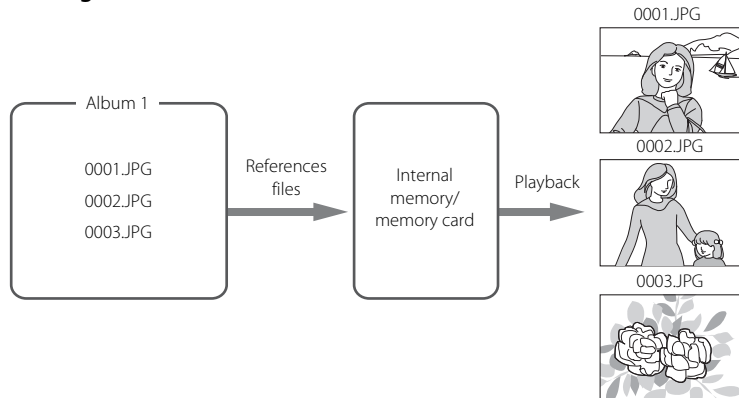 Album 1
0001.JPG
0002.JPG
0003.JPG
References
files
Internal
memory/
memory card
Playback
0001.JPG
0002.JPG
0003.JPG